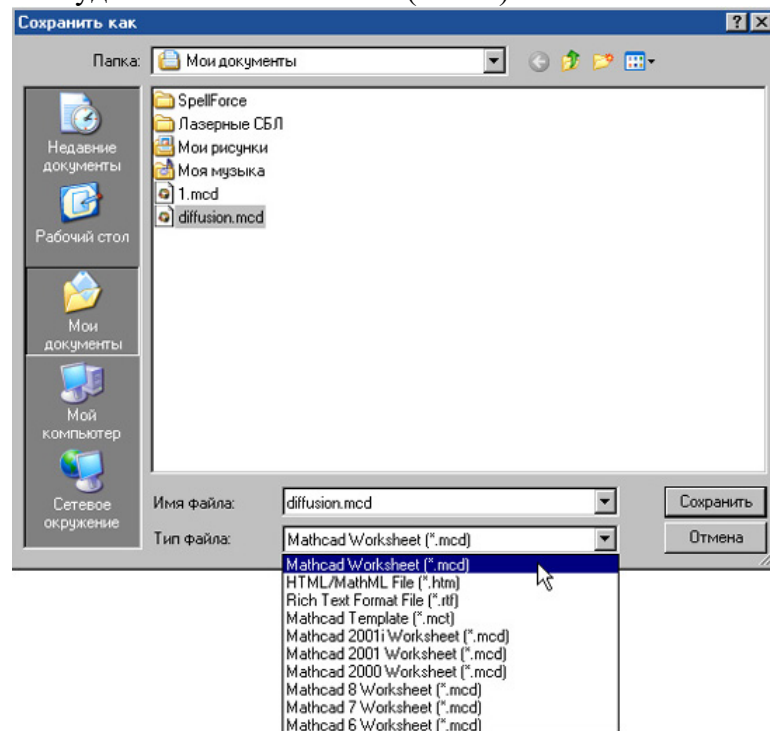 Сохранить как
Папка:
Мои документы
Недавние
документы
Рабочий стол
Мои
документы
Мой
компьютер
Сетевое
окружение
SpellForce
Лазерные СБЛ
Мои рисунки
Моя музыка
1.mcd
diffusion.mcd
Имя файла:
diffusion.mcd
Сохранить
Тип файла:
Mathcad Worksheet (*.mcd)
Отмена
Mathcad Worksheet (*.mcd)
HTML/MathML File (*.htm)
Rich Text Format File (*.rtf)
Mathcad Template (*.mct)
Mathcad 2001i Worksheet (*.mcd)
Mathcad 2001 Worksheet (*.mcd)
Mathcad 2000 Worksheet (*.mcd)
Mathcad 8 Worksheet (*.mcd)
Mathcad 7 Worksheet (*.mcd)
Mathcad 6 Worksheet (*.mcd)